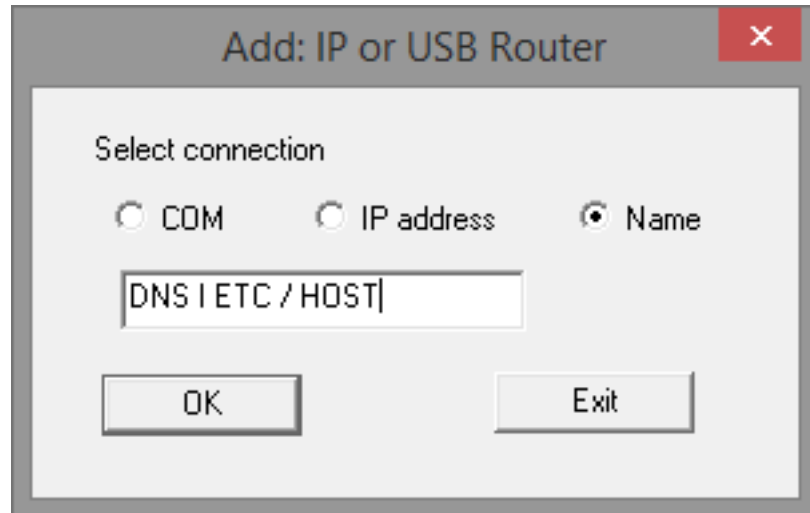 Add: IP or USB Router
Select connection
COM IP address Name
DNS I ETC / HOST
OK Exit